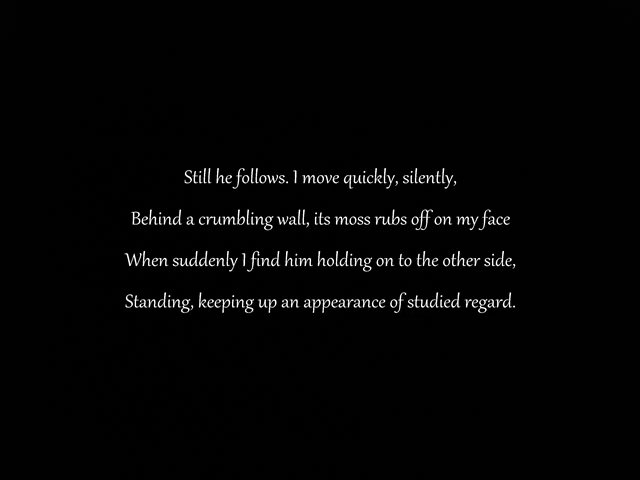 Still he follows. I move quickly, silently,
Behind a crumbling wall, its moss rubs off on my face
When suddenly I find him holding on to the other side,
Standing, keeping up an appearance of studied regard.